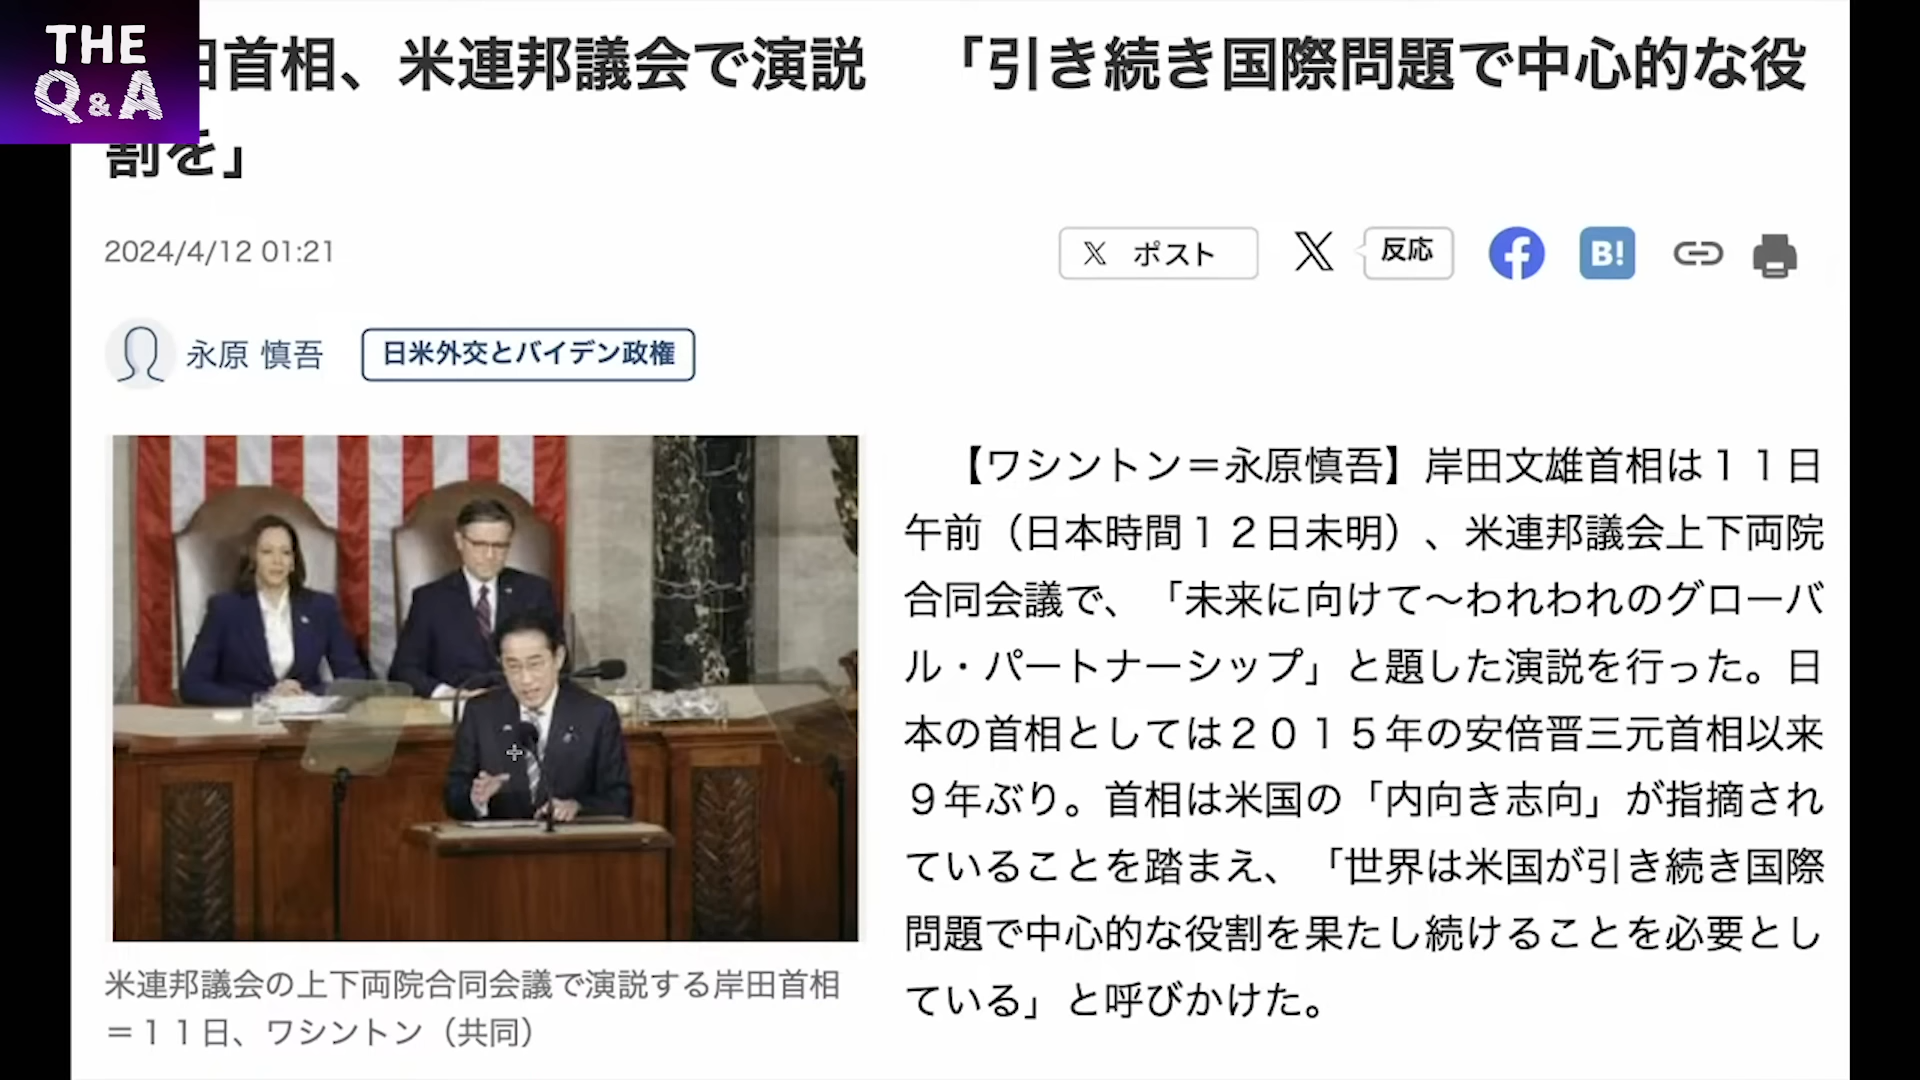 THE
Q&A
田首相、米連邦議会で演説　「引き続き国際問題で中心的な役
割を」
2024/4/12 01:21
X ポスト
X 反応
B!
永原 慎吾
日米外交とバイデン政権
【ワシントン＝永原慎吾】岸田文雄首相は１１日
午前（日本時間１２日未明）、米連邦議会上下両院
合同会議で、「未来に向けて～われわれのグローバ
ル・パートナーシップ」と題した演説を行った。日
本の首相としては２０１５年の安倍晋三元首相以来
９年ぶり。首相は米国の「内向き志向」が指摘され
ていることを踏まえ、「世界は米国が引き続き国際
問題で中心的な役割を果たし続けることを必要とし
ている」と呼びかけた。
米連邦議会の上下両院合同会議で演説する岸田首相
＝１１日、ワシントン（共同）